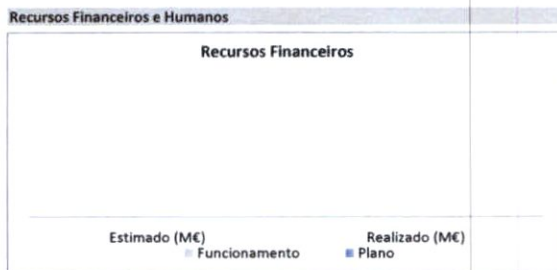 Recursos Financeiros e Humanos
Recursos Financeiros
Estimado (M€) Realizado (M€)
Funcionamento Plano